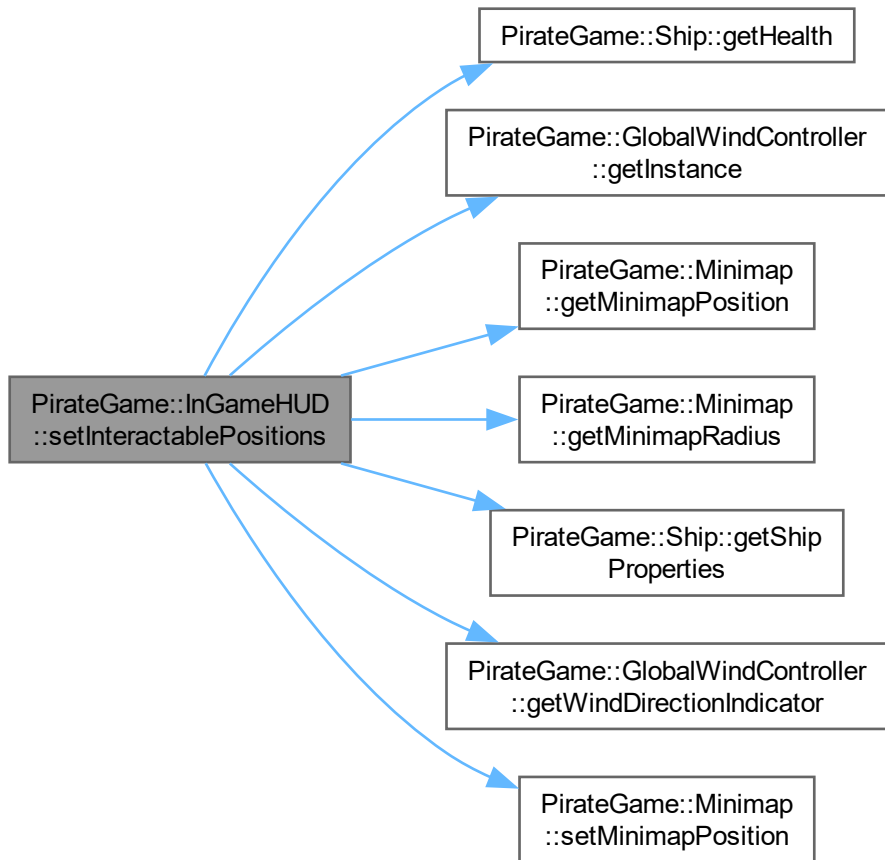 PirateGame::Ship::getHealth
PirateGame::GlobalWindController
::getInstance
PirateGame::Minimap
::getMinimapPosition
PirateGame::InGameHUD
::setInteractablePositions
PirateGame::Minimap
::getMinimapRadius
PirateGame::Ship::getShip
Properties
PirateGame::GlobalWindController
::getWindDirectionIndicator
PirateGame::Minimap
::setMinimapPosition